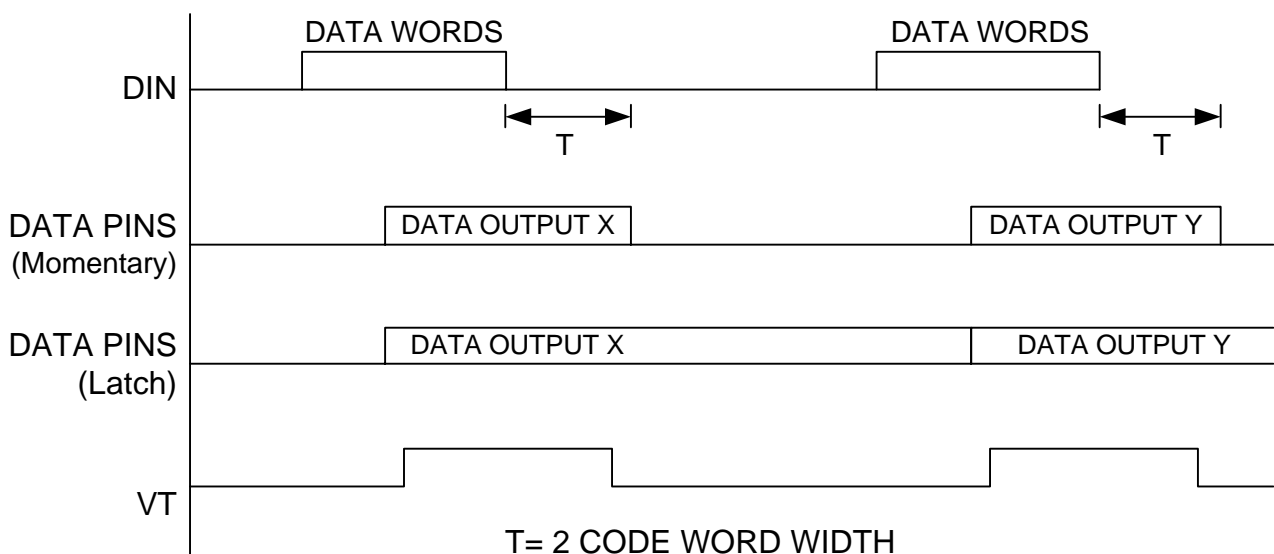 DATA WORDS DATA WORDS
DIN
T T
DATA PINS
(Momentary)
DATA OUTPUT X DATA OUTPUT Y
DATA PINS
(Latch)
DATA OUTPUT X DATA OUTPUT Y
VT
T= 2 CODE WORD WIDTH